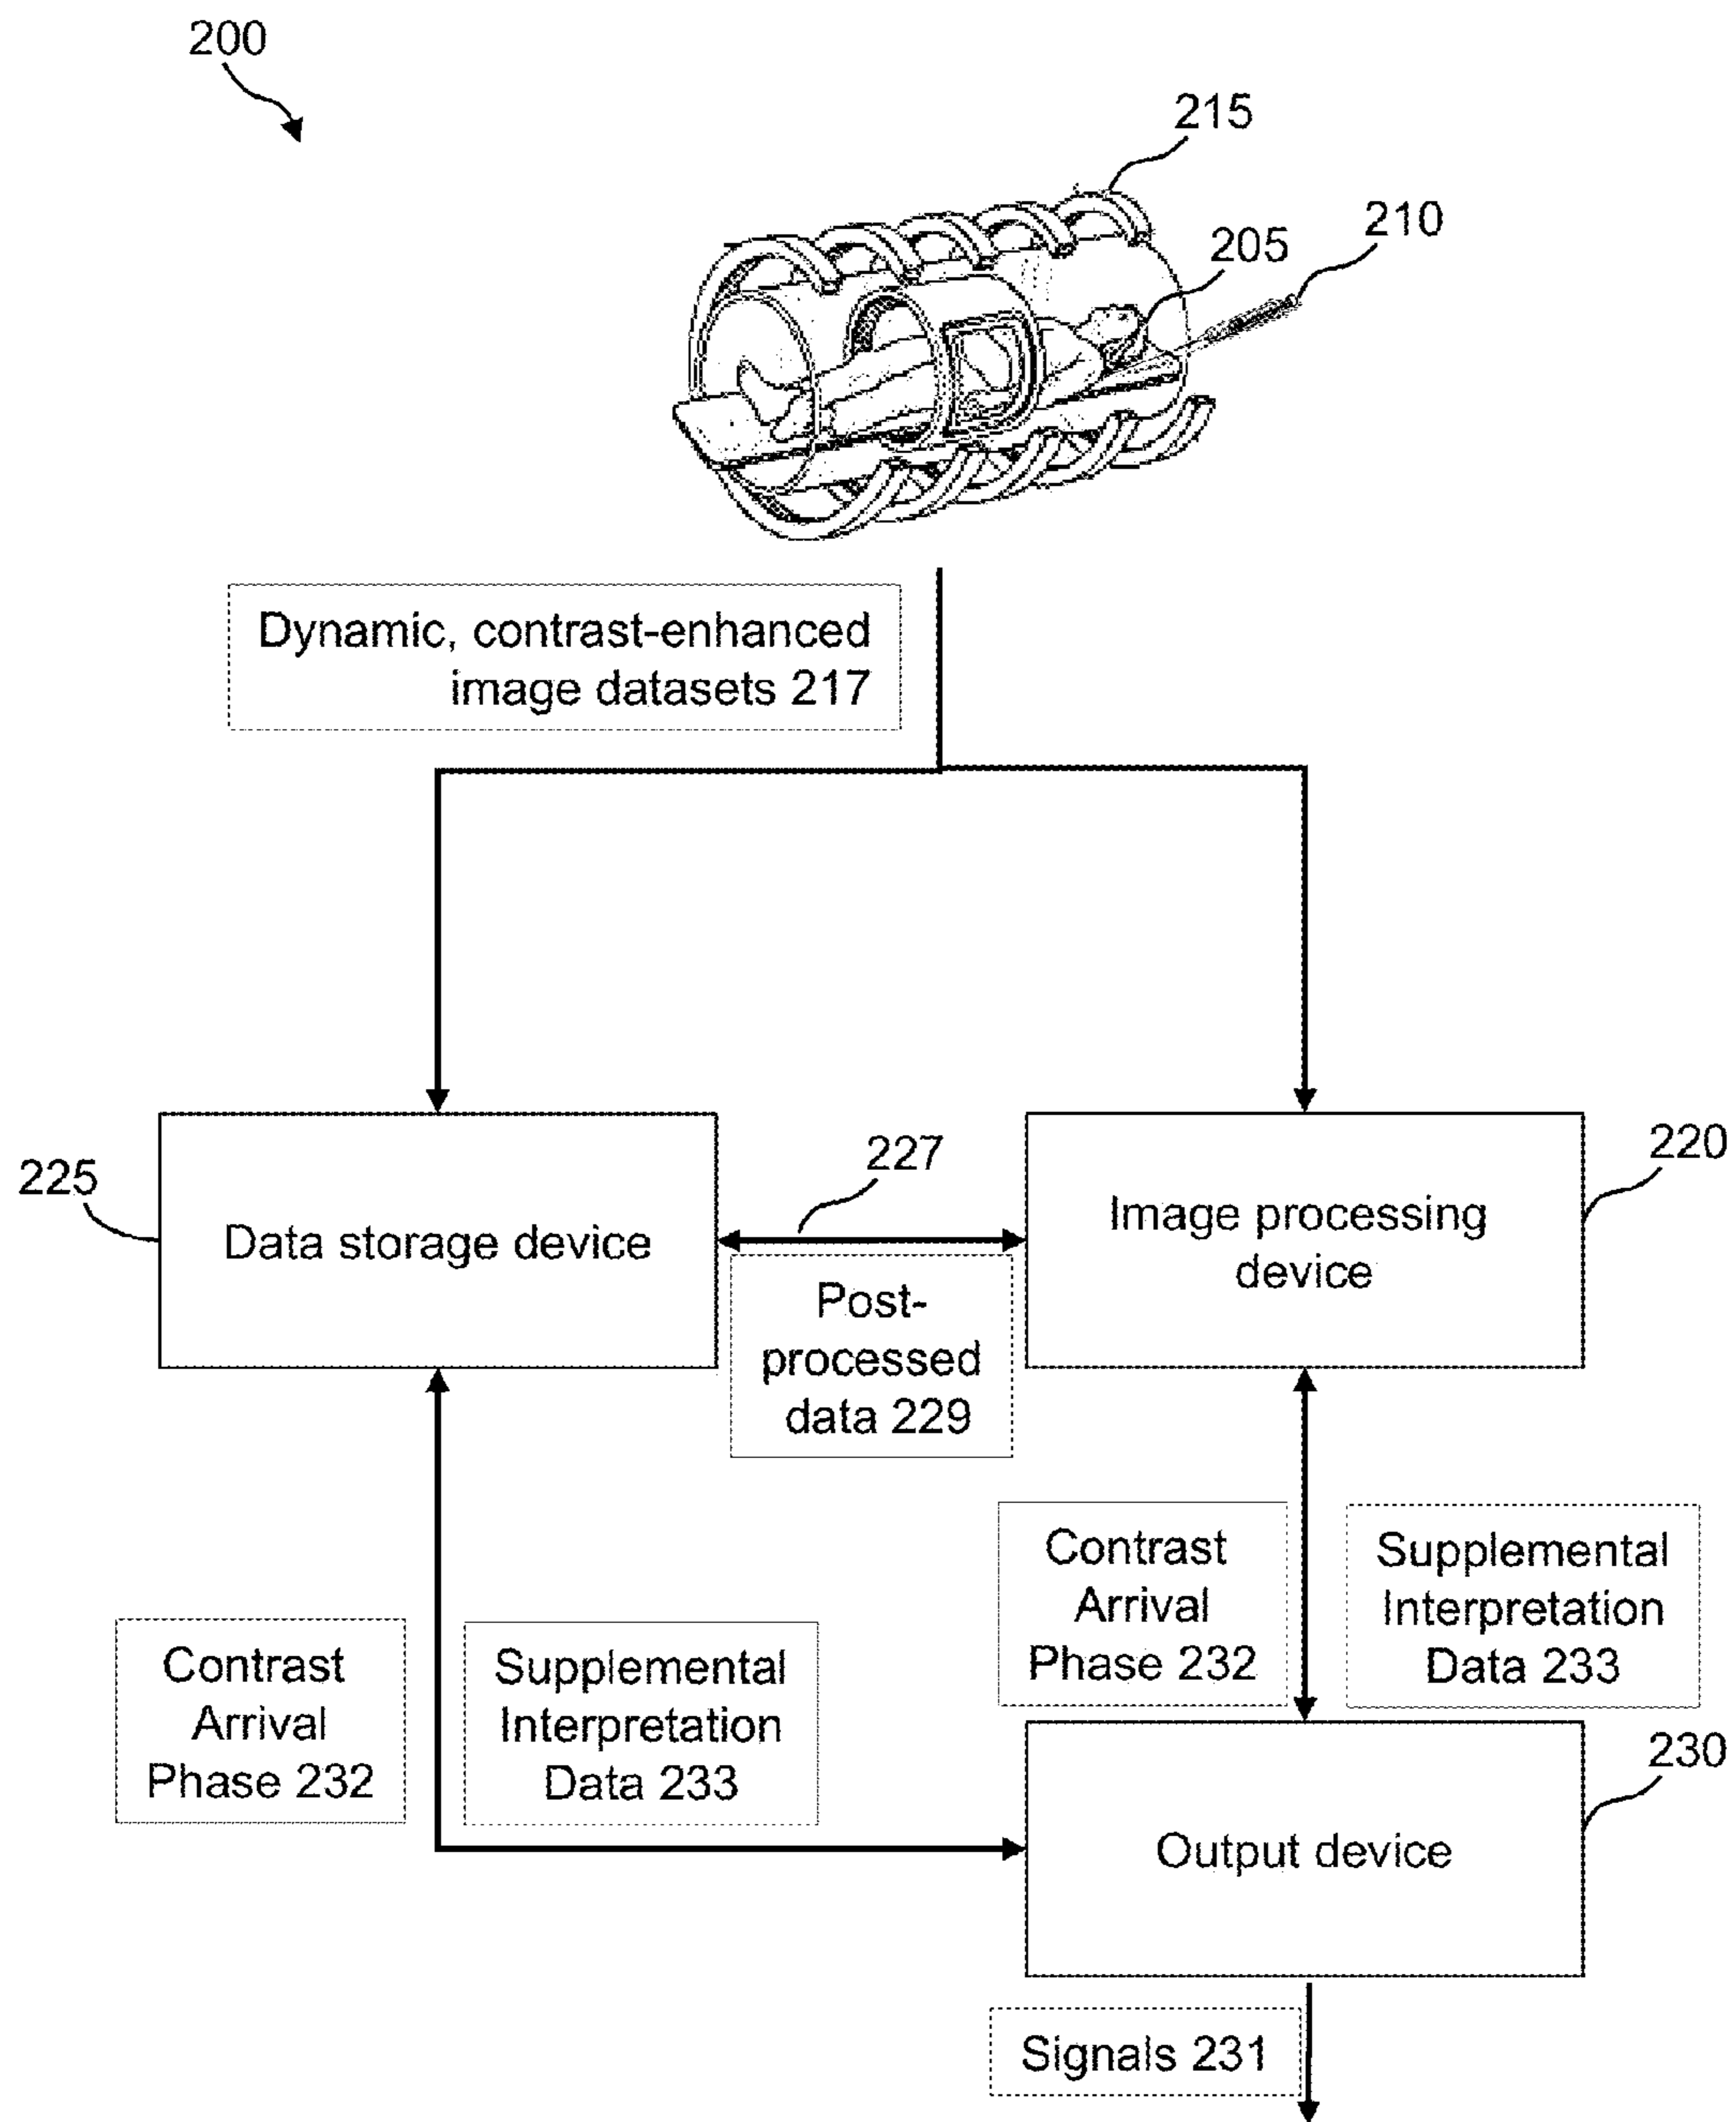 200
215
210
205
Dynamic, contrast-enhanced
image datasets 217
225
Data storage device
227
Post-
processed
data 229
Image processing
device
220
Contrast
Arrival
Phase 232
Supplemental
Interpretation
Data 233
Contrast
Arrival
Phase 232
Supplemental
Interpretation
Data 233
230
Output device
Signals 231